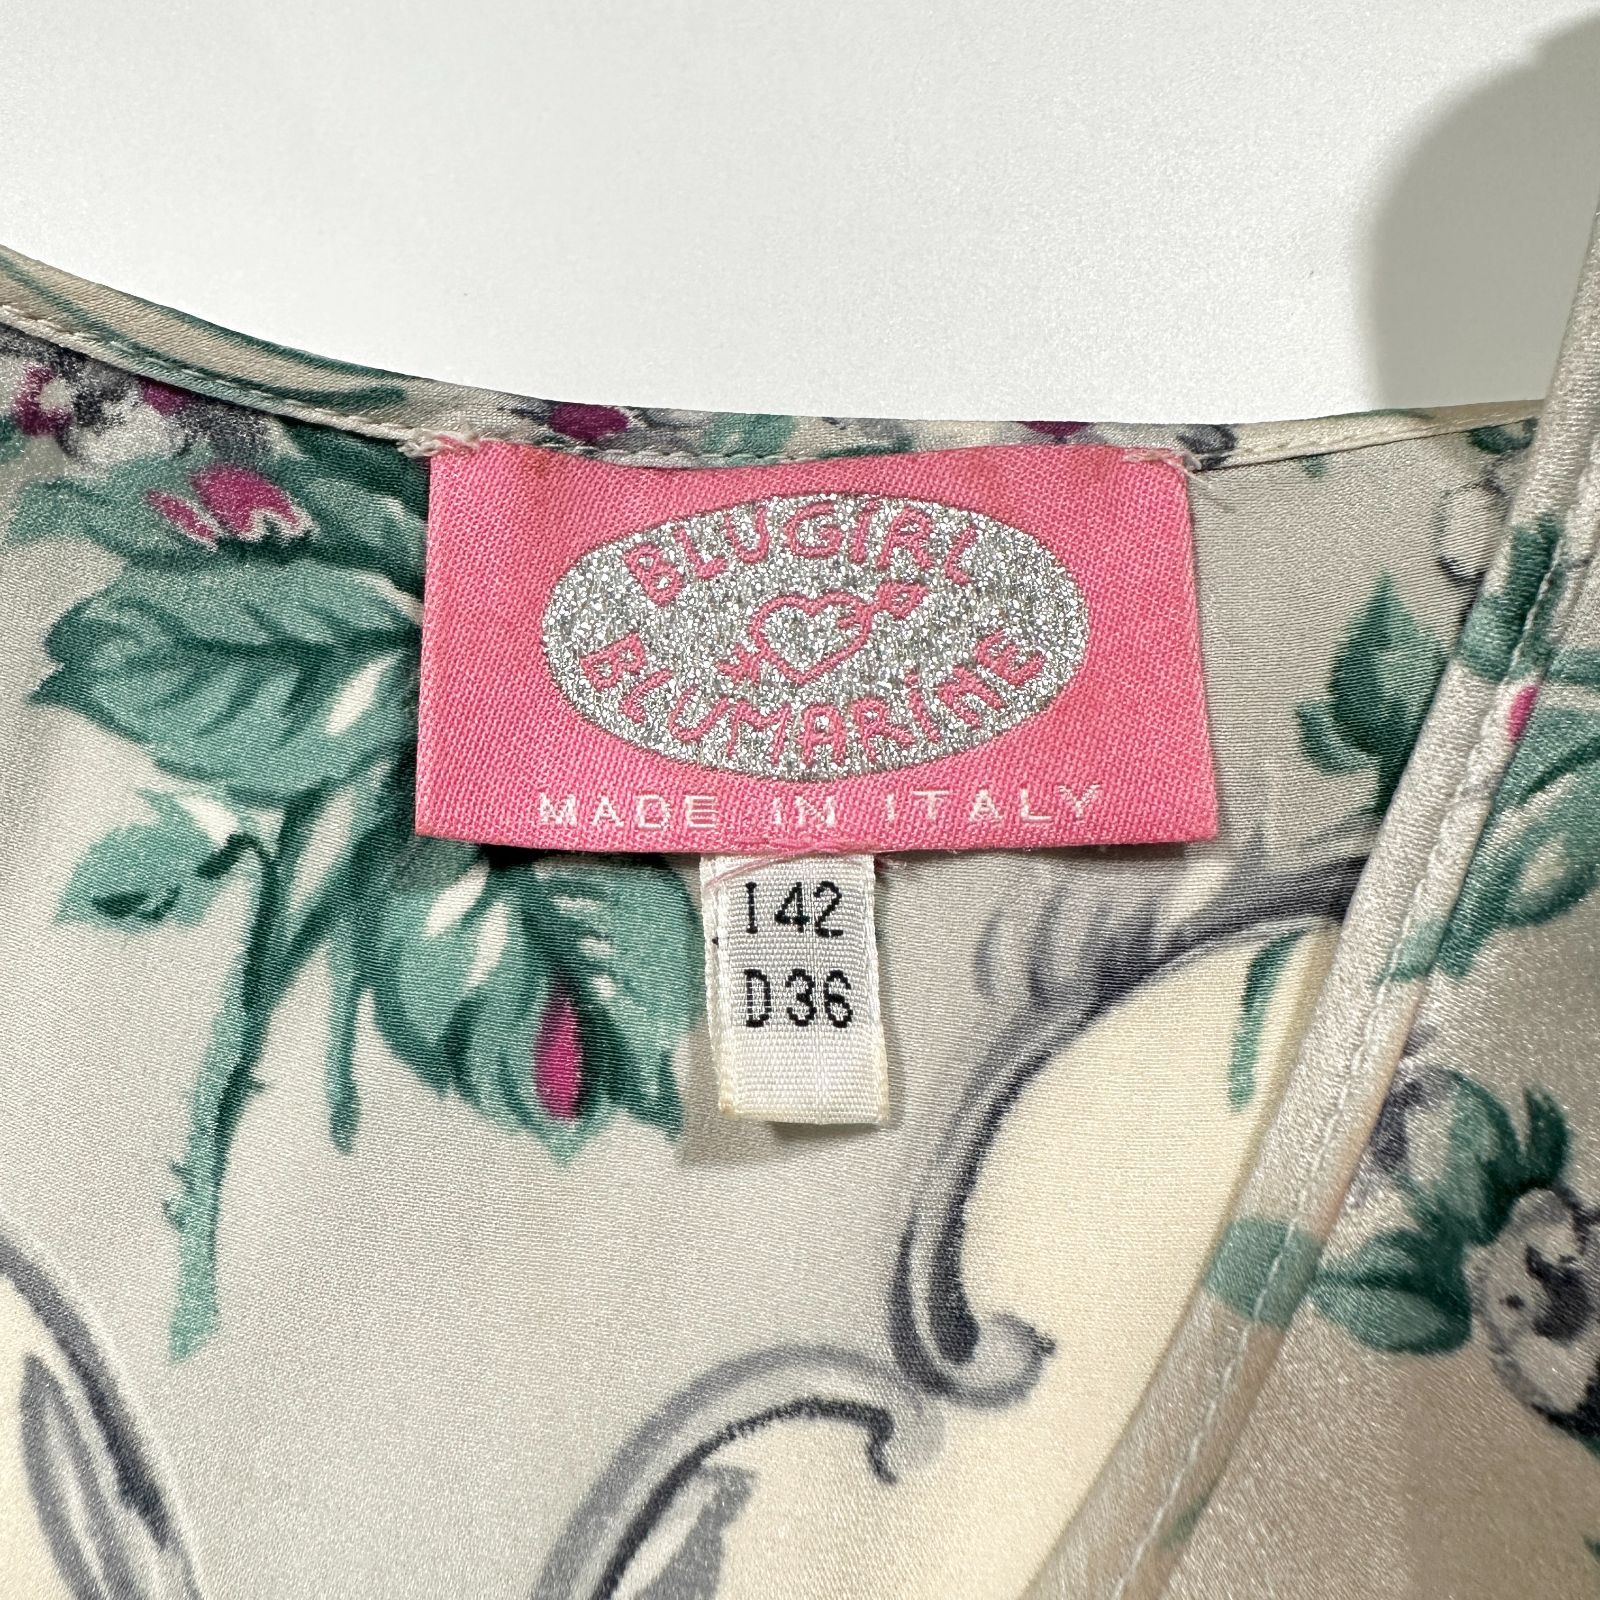 BLUGIRL
BLUMARiNE
MADE IN ITALY
I42
D36